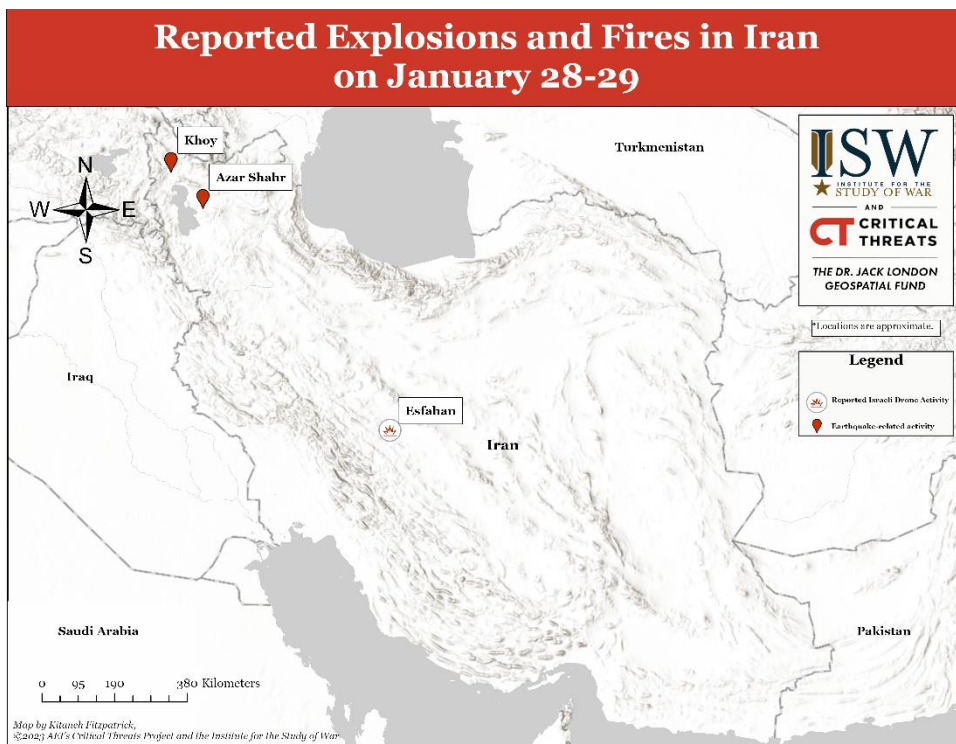 Reported Explosions and Fires in Iran
on January 28-29
Khoy
Azar Shahr
Turkmenistan
N
W E
S
ISW
INSTITUTE FOR THE
STUDY OF WAR
AND
CT CRITICAL
THREATS
THE DR. JACK LONDON
GEOSPATIAL FUND
*Locations are approximate.
Legend
Reported Israeli Drone Activity
Earthquake-related activity
Iraq
Esfahan
Iran
Saudi Arabia
Pakistan
0 95 190 380 Kilometers
Map by Kitaneh Fitzpatrick,
©2023 AEI's Critical Threats Project and the Institute for the Study of War